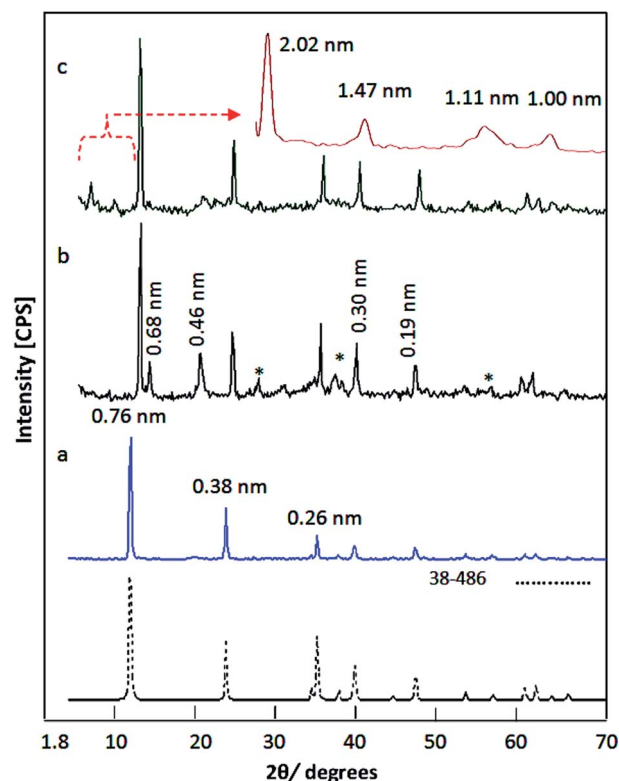 c
2.02 nm
1.47 nm
1.11 nm
1.00 nm
b
0.68 nm
0.46 nm
*
*
0.30 nm
0.19 nm
*
0.76 nm
a
0.38 nm
0.26 nm
38-486 ..............
Intensity [CPS]
1.8 10 20 30 40 50 60 70
2θ/ degrees